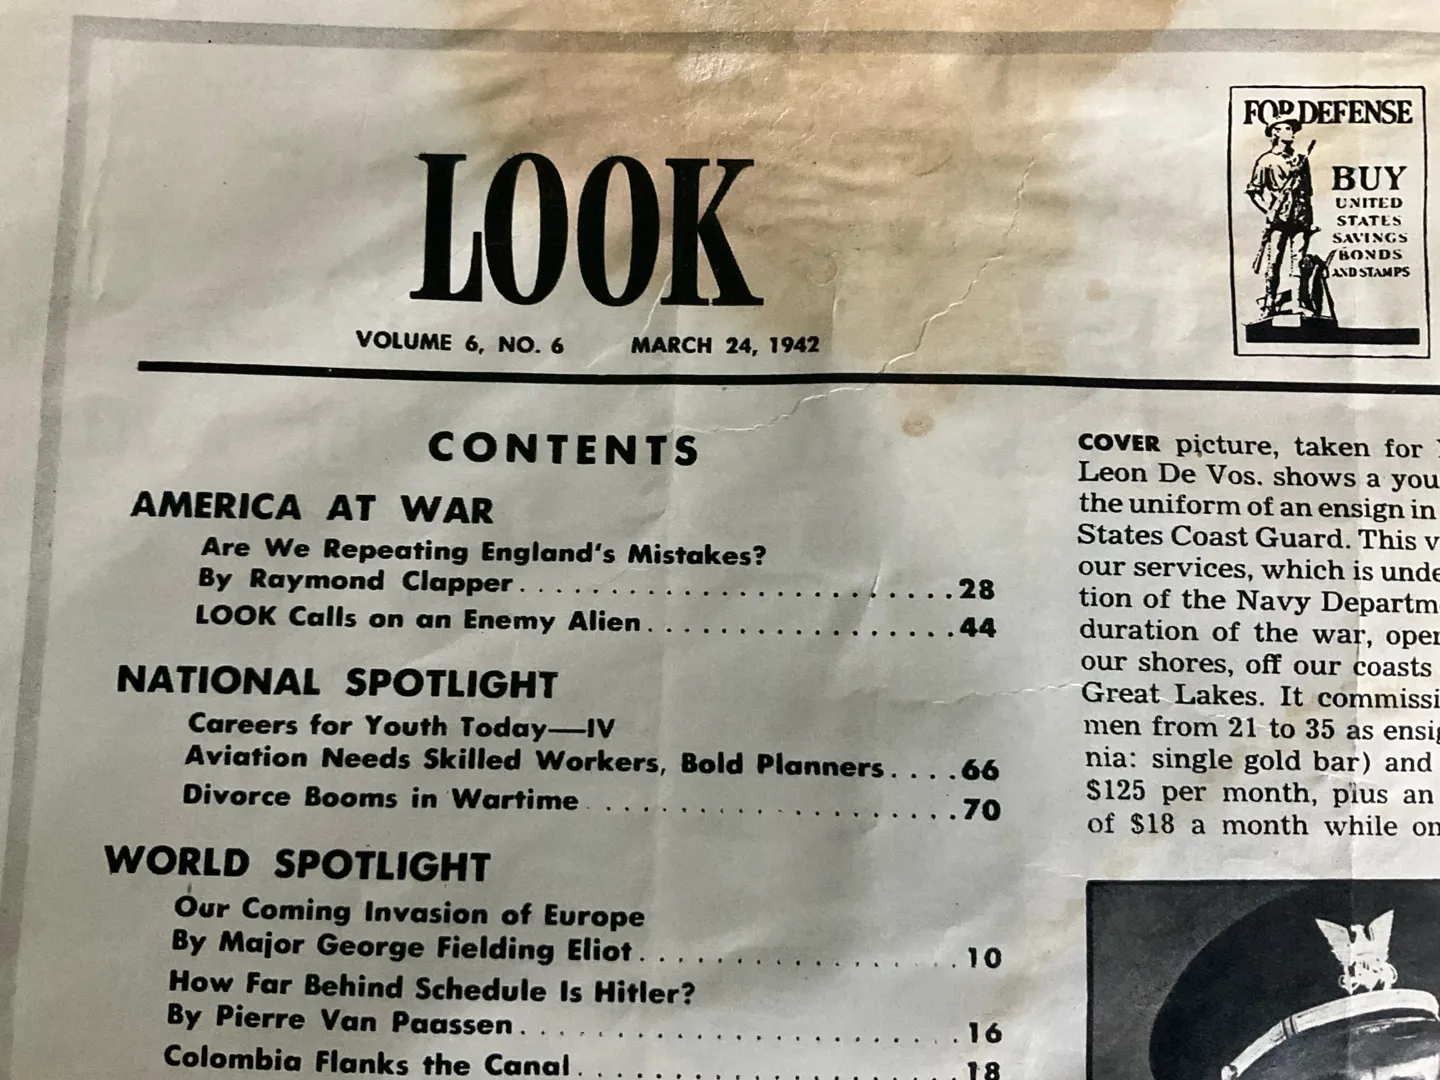 FOR DEFENSE
BUY
UNITED
STATES
SAVINGS
BONDS
AND STAMPS
LOOK
VOLUME 6, NO. 6 MARCH 24, 1942
CONTENTS
AMERICA AT WAR
Are We Repeating England's Mistakes?
By Raymond Clapper........................28
LOOK Calls on an Enemy Alien.................44
NATIONAL SPOTLIGHT
Careers for Youth Today—IV
Aviation Needs Skilled Workers, Bold Planners....66
Divorce Booms in Wartime....................70
WORLD SPOTLIGHT
Our Coming Invasion of Europe
By Major George Fielding Eliot.................10
How Far Behind Schedule Is Hitler?
By Pierre Van Paassen.......................16
Colombia Flanks the Canal....................18
COVER picture, taken for
Leon De Vos. shows a you
the uniform of an ensign in
States Coast Guard. This v
our services, which is unde
tion of the Navy Departm
duration of the war, oper
our shores, off our coasts
Great Lakes. It commissi
men from 21 to 35 as ensig
nia: single gold bar) and
$125 per month, plus an
of $18 a month while on